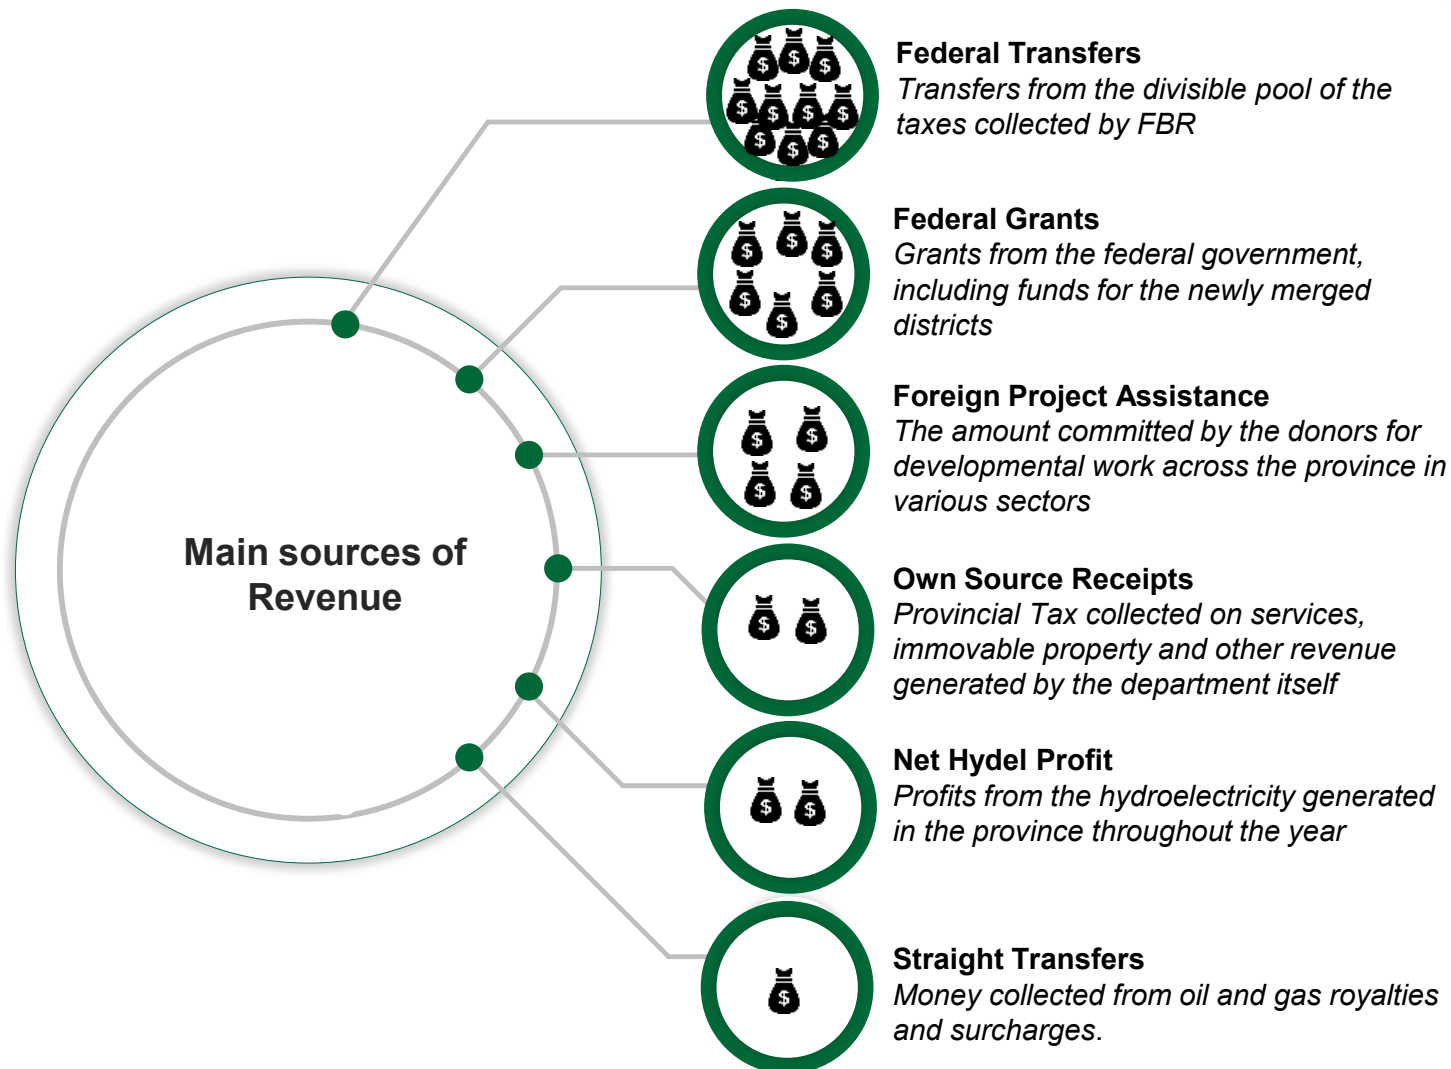 Federal Transfers
Transfers from the divisible pool of the
taxes collected by FBR
Federal Grants
Grants from the federal government,
including funds for the newly merged
districts
Foreign Project Assistance
The amount committed by the donors for
developmental work across the province in
various sectors
Main sources of
Revenue
Own Source Receipts
Provincial Tax collected on services,
immovable property and other revenue
generated by the department itself
Net Hydel Profit
Profits from the hydroelectricity generated
in the province throughout the year
Straight Transfers
Money collected from oil and gas royalties
and surcharges.